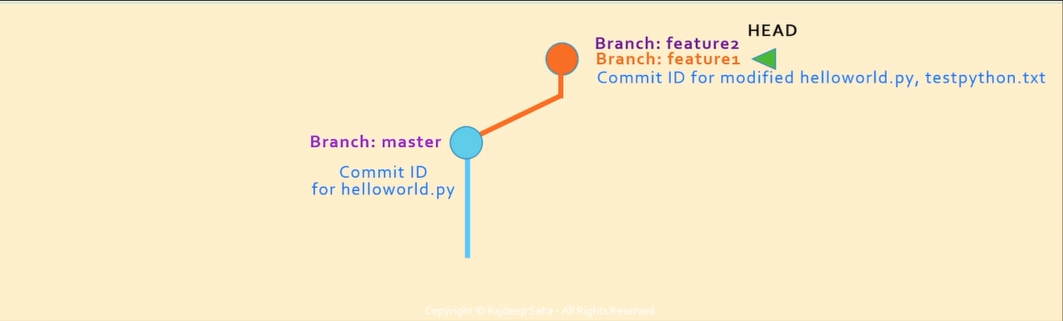 HEAD
Branch: feature2
Branch: feature1
Commit ID for modified helloworld.py, testpython.txt
Branch: master
Commit ID
for helloworld.py
Copyright © Rajdeep Saha - All Rights Reserved